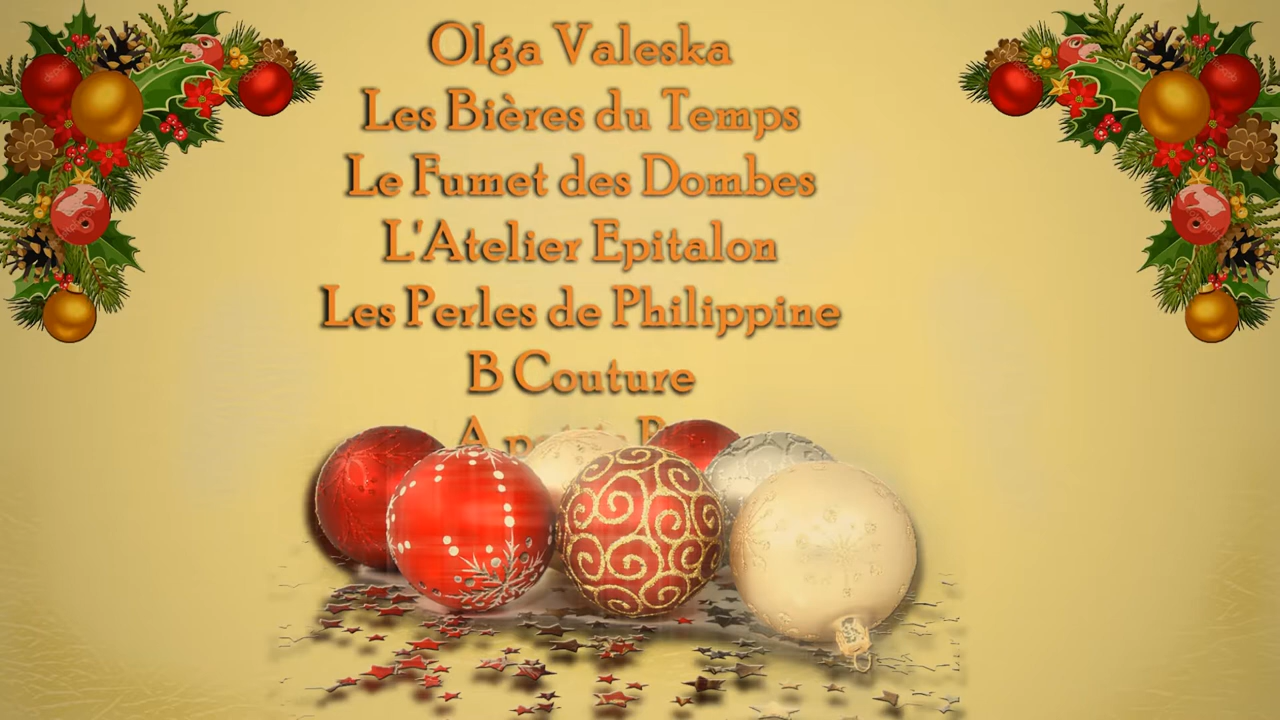 Olga Valeska
Les Bières du Temps
Le Fumet des Dombes
L'Atelier Epitalon
Les Perles de Philippine
B Couture
A